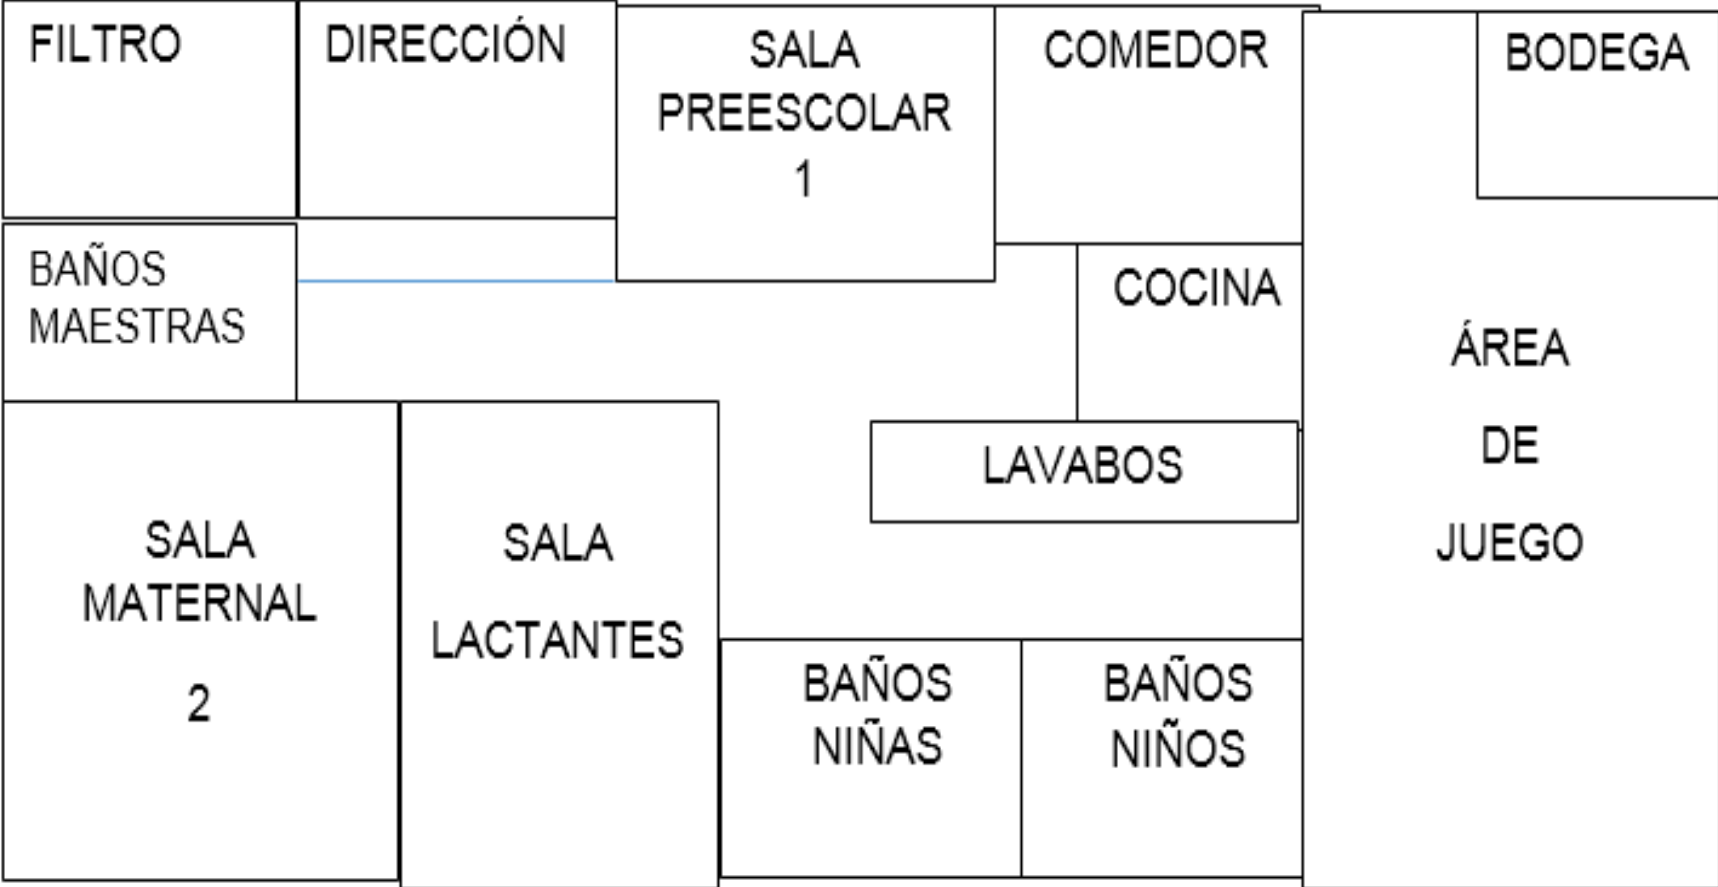 FILTRO
DIRECCIÓN
SALA
PREESCOLAR
1
COMEDOR
BODEGA
BAÑOS
MAESTRAS
COCINA
ÁREA
DE
JUEGO
LAVABOS
SALA
MATERNAL
2
SALA
LACTANTES
BAÑOS
NIÑAS
BAÑOS
NIÑOS